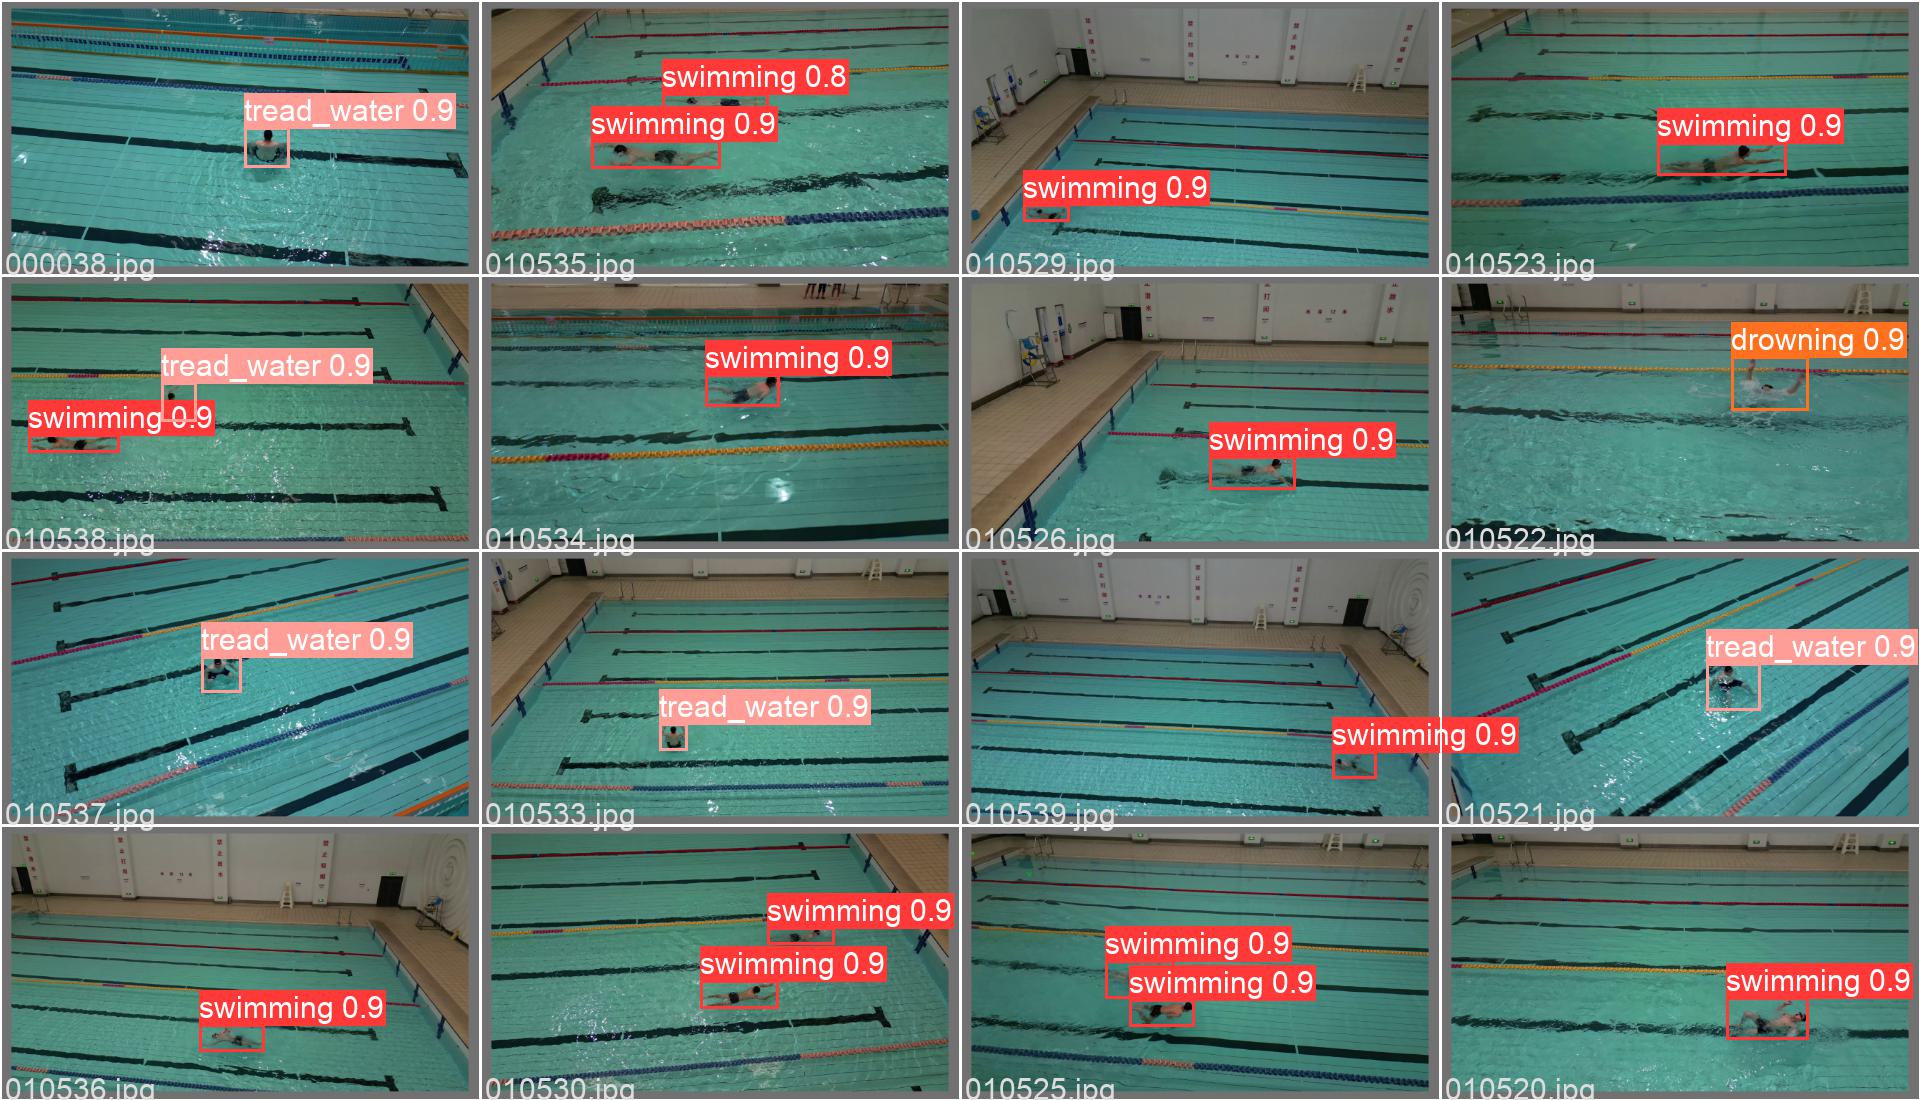 tread_water 0.9
000038.jpg
swimming 0.8
swimming 0.9
010535.jpg
swimming 0.9
010529.jpg
swimming 0.9
010523.jpg
tread_water 0.9
swimming 0.9
010538.jpg
swimming 0.9
010534.jpg
swimming 0.9
010526.jpg
drowning 0.9
010522.jpg
tread_water 0.9
010537.jpg
tread_water 0.9
010533.jpg
swimming 0.9
010539.jpg
tread_water 0.9
010521.jpg
swimming 0.9
010536.jpg
swimming 0.9
swimming 0.9
010530.jpg
swimming 0.9
swimming 0.9
010525.jpg
swimming 0.9
010520.jpg